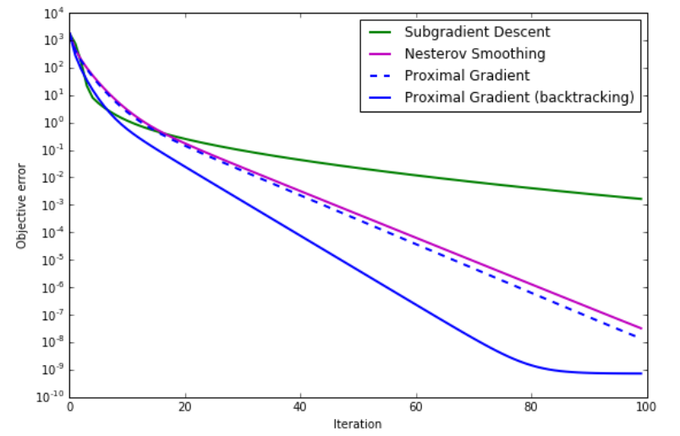 10^4
10^3
10^2
10^1
10^0
10^-1
10^-2
10^-3
10^-4
10^-5
10^-6
10^-7
10^-8
10^-9
10^-10
Objective error
Subgradient Descent
Nesterov Smoothing
Proximal Gradient
Proximal Gradient (backtracking)
0 20 40 60 80 100
Iteration